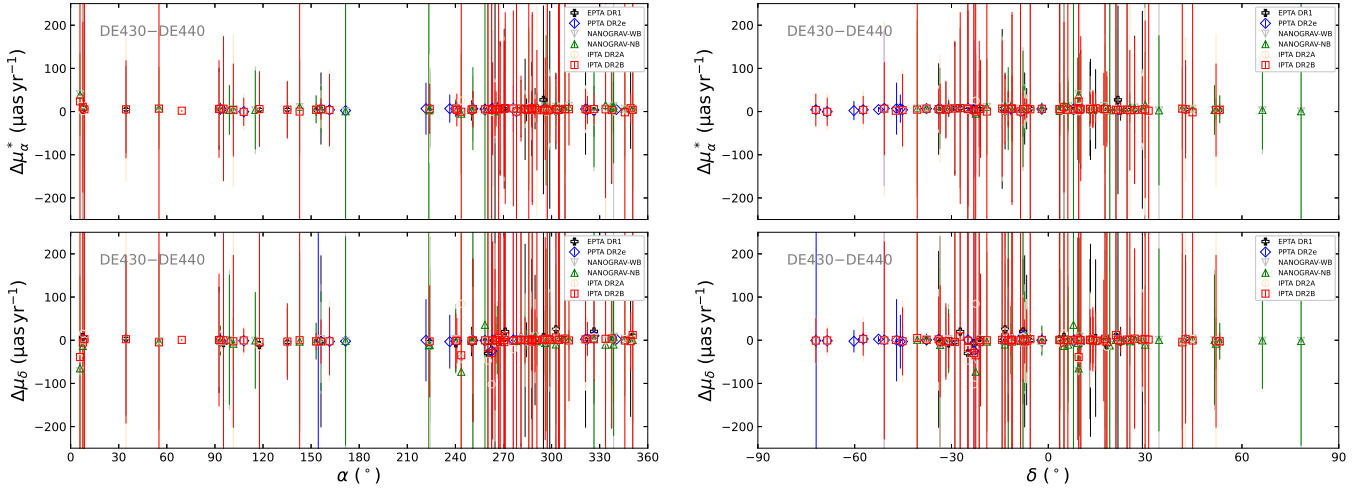 DE430−DE440
EPTA DR1
PPTA DR2e
NANOGRAV-WB
NANOGRAV-NB
IPTA DR2A
IPTA DR2B
Δμ*α (μas yr⁻¹)
200
100
0
−100
−200
DE430−DE440
EPTA DR1
PPTA DR2e
NANOGRAV-WB
NANOGRAV-NB
IPTA DR2A
IPTA DR2B
Δμδ (μas yr⁻¹)
200
100
0
−100
−200
0 30 60 90 120 150 180 210 240 270 300 330 360
α (°)
DE430−DE440
EPTA DR1
PPTA DR2e
NANOGRAV-WB
NANOGRAV-NB
IPTA DR2A
IPTA DR2B
Δμ*α (μas yr⁻¹)
200
100
0
−100
−200
DE430−DE440
EPTA DR1
PPTA DR2e
NANOGRAV-WB
NANOGRAV-NB
IPTA DR2A
IPTA DR2B
Δμδ (μas yr⁻¹)
200
100
0
−100
−200
−90 −60 −30 0 30 60 90
δ (°)